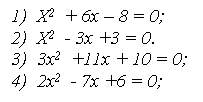 1) X² + 6x – 8 = 0;
2) X² - 3x +3 = 0.
3) 3x² +11x + 10 = 0;
4) 2x² - 7x +6 = 0;